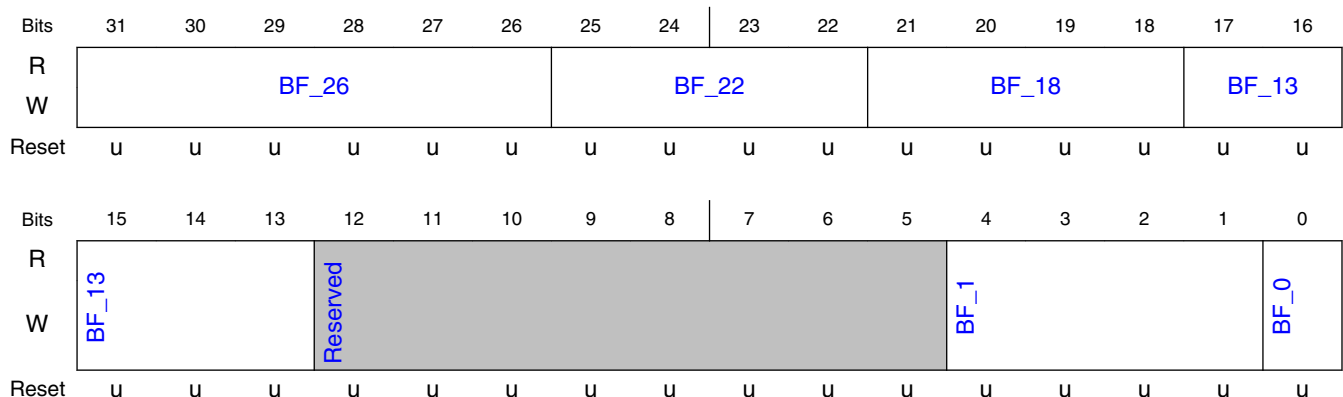 Bits 31 30 29 28 27 26 25 24 23 22 21 20 19 18 17 16
R
BF_26 BF_22 BF_18 BF_13
W
Reset u u u u u u u u u u u u u u u u
Bits 15 14 13 12 11 10 9 8 7 6 5 4 3 2 1 0
R
BF_13 Reserved BF_1 BF_0
W
Reset u u u u u u u u u u u u u u u u